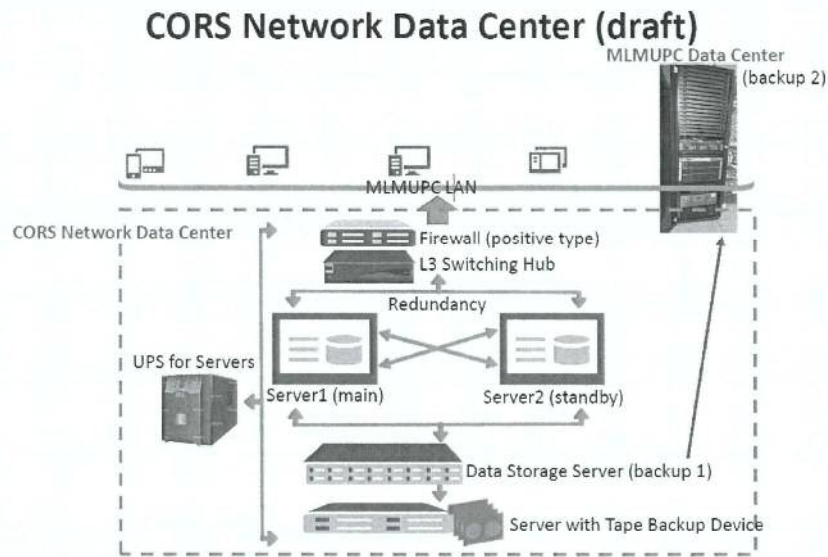 CORS Network Data Center (draft)
MLMUPC Data Center
(backup 2)
MLMUPC LAN
CORS Network Data Center
Firewall (positive type)
L3 Switching Hub
Redundancy
UPS for Servers
Server1 (main)
Server2 (standby)
Data Storage Server (backup 1)
Server with Tape Backup Device